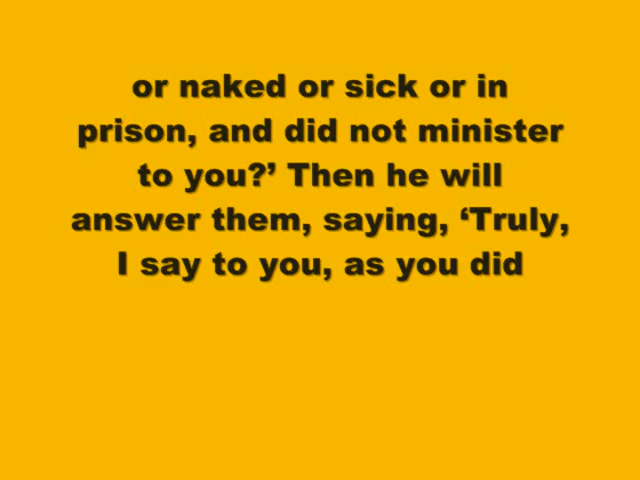 or naked or sick or in
prison, and did not minister
to you?’ Then he will
answer them, saying, ‘Truly,
I say to you, as you did